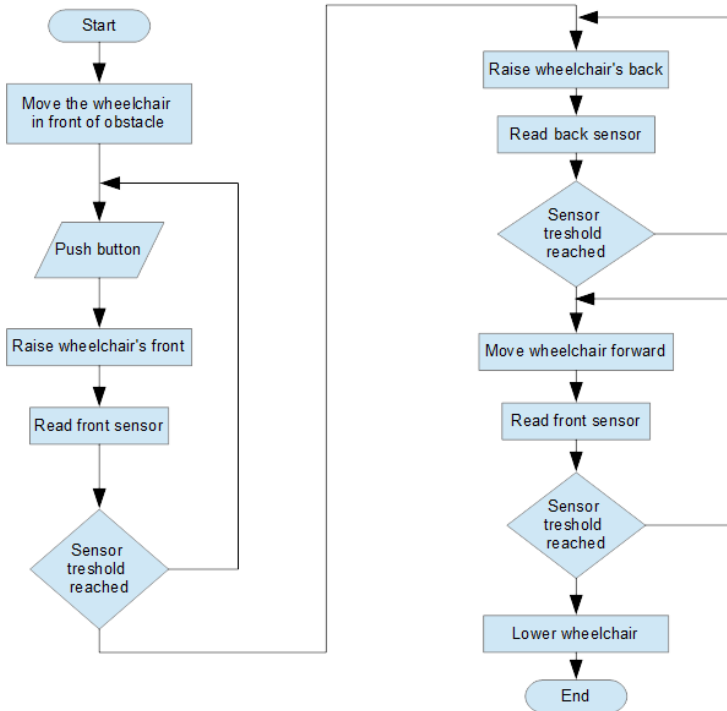 Start
Move the wheelchair
in front of obstacle
Push button
Raise wheelchair's front
Read front sensor
Sensor
treshold
reached
Raise wheelchair's back
Read back sensor
Sensor
treshold
reached
Move wheelchair forward
Read front sensor
Sensor
treshold
reached
Lower wheelchair
End